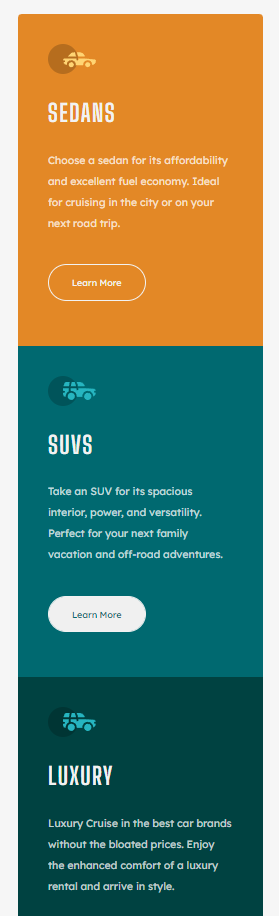 SEDANS
Choose a sedan for its affordability
and excellent fuel economy. Ideal
for cruising in the city or on your
next road trip.
Learn More
SUVS
Take an SUV for its spacious
interior, power, and versatility.
Perfect for your next family
vacation and off-road adventures.
Learn More
LUXURY
Luxury Cruise in the best car brands
without the bloated prices. Enjoy
the enhanced comfort of a luxury
rental and arrive in style.